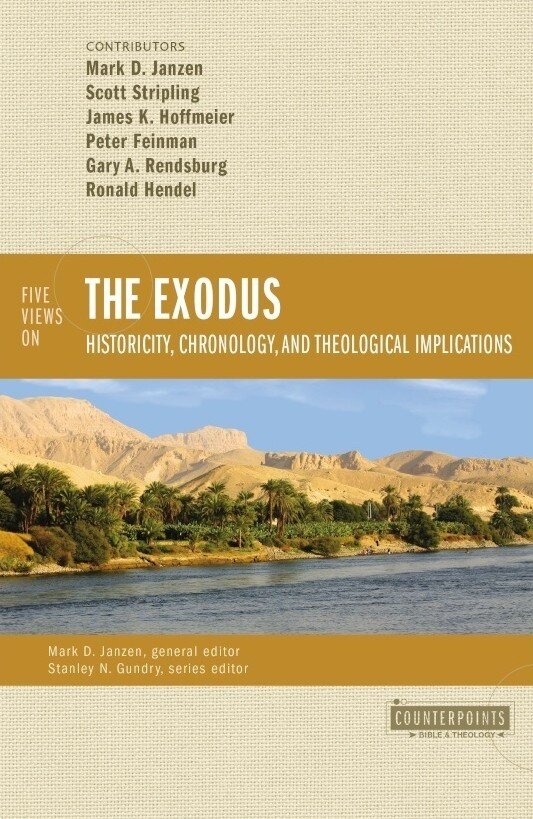 CONTRIBUTORS
Mark D. Janzen
Scott Stripling
James K. Hoffmeier
Peter Feinman
Gary A. Rendsburg
Ronald Hendel
FIVE
VIEWS
ON
THE EXODUS
HISTORICITY, CHRONOLOGY, AND THEOLOGICAL IMPLICATIONS
Mark D. Janzen, general editor
Stanley N. Gundry, series editor
COUNTERPOINTS
BIBLE & THEOLOGY